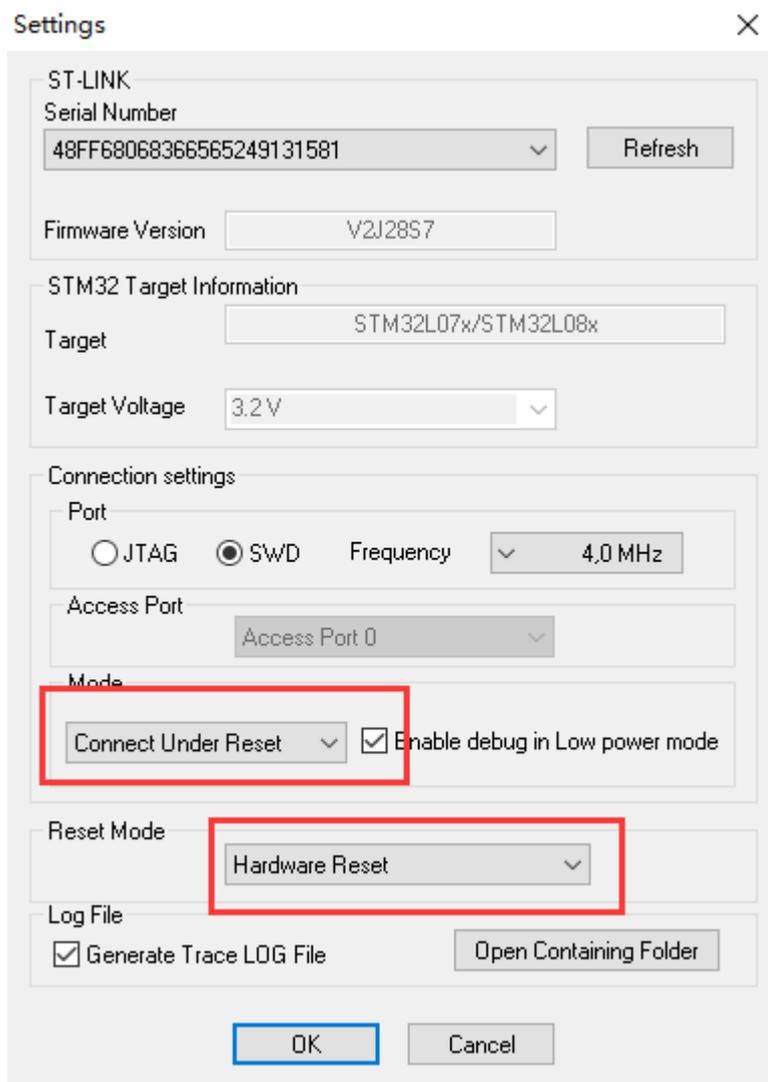 Settings
ST-LINK
Serial Number
48FF68068366565249131581
Refresh
Firmware Version
V2J28S7
STM32 Target Information
Target
STM32L07x/STM32L08x
Target Voltage
3.2 V
Connection settings
Port
JTAG
SWD
Frequency
4,0 MHz
Access Port
Access Port 0
Mode
Connect Under Reset
Enable debug in Low power mode
Reset Mode
Hardware Reset
Log File
Generate Trace LOG File
Open Containing Folder
OK
Cancel